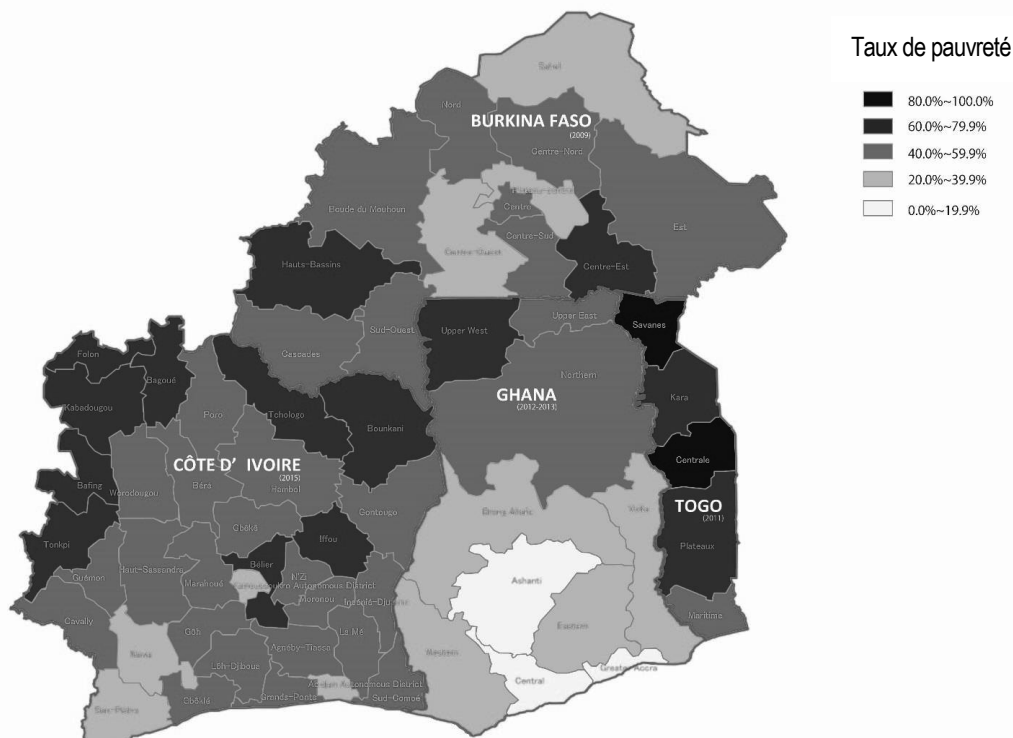 Taux de pauvreté
80.0%~100.0%
60.0%~79.9%
40.0%~59.9%
20.0%~39.9%
0.0%~19.9%
Sahel
Nord
BURKINA FASO
(2009)
Centre-Nord
Boude du Mouhoun
Centre
Centre-Sud
Est
Centre-Ouest
Hauts-Bassins
Centre-Est
Upper East
Savanes
Sud-Ouest
Upper West
Cascades
Folon
Bagoué
Northern
Kabadougou
GHANA
(2012-2013)
Kara
Poro
Tchologo
Bounkani
Centrale
CÔTE D' IVOIRE
(2015)
Béré
Hambol
Bafing
Worodougou
TOGO
(2011)
Gontougo
Brong Ahafo
Volta
Gbêkê
Iffou
Tonkpi
Plateaux
Bélier
Haut-Sassandra
Guémon
Marahoué
N'Zi
Autonomous District
Moronou
Indénié-Djuablin
Ashanti
Maritime
Cavally
Gôh
La Mé
Eastern
Agnéby-Tiassa
Western
Nawa
Lôh-Djiboua
Greater Accra
Central
Abidjan Autonomous District
San-Pédro
Gbôklé
Grands-Ponts
Sud-Comoé